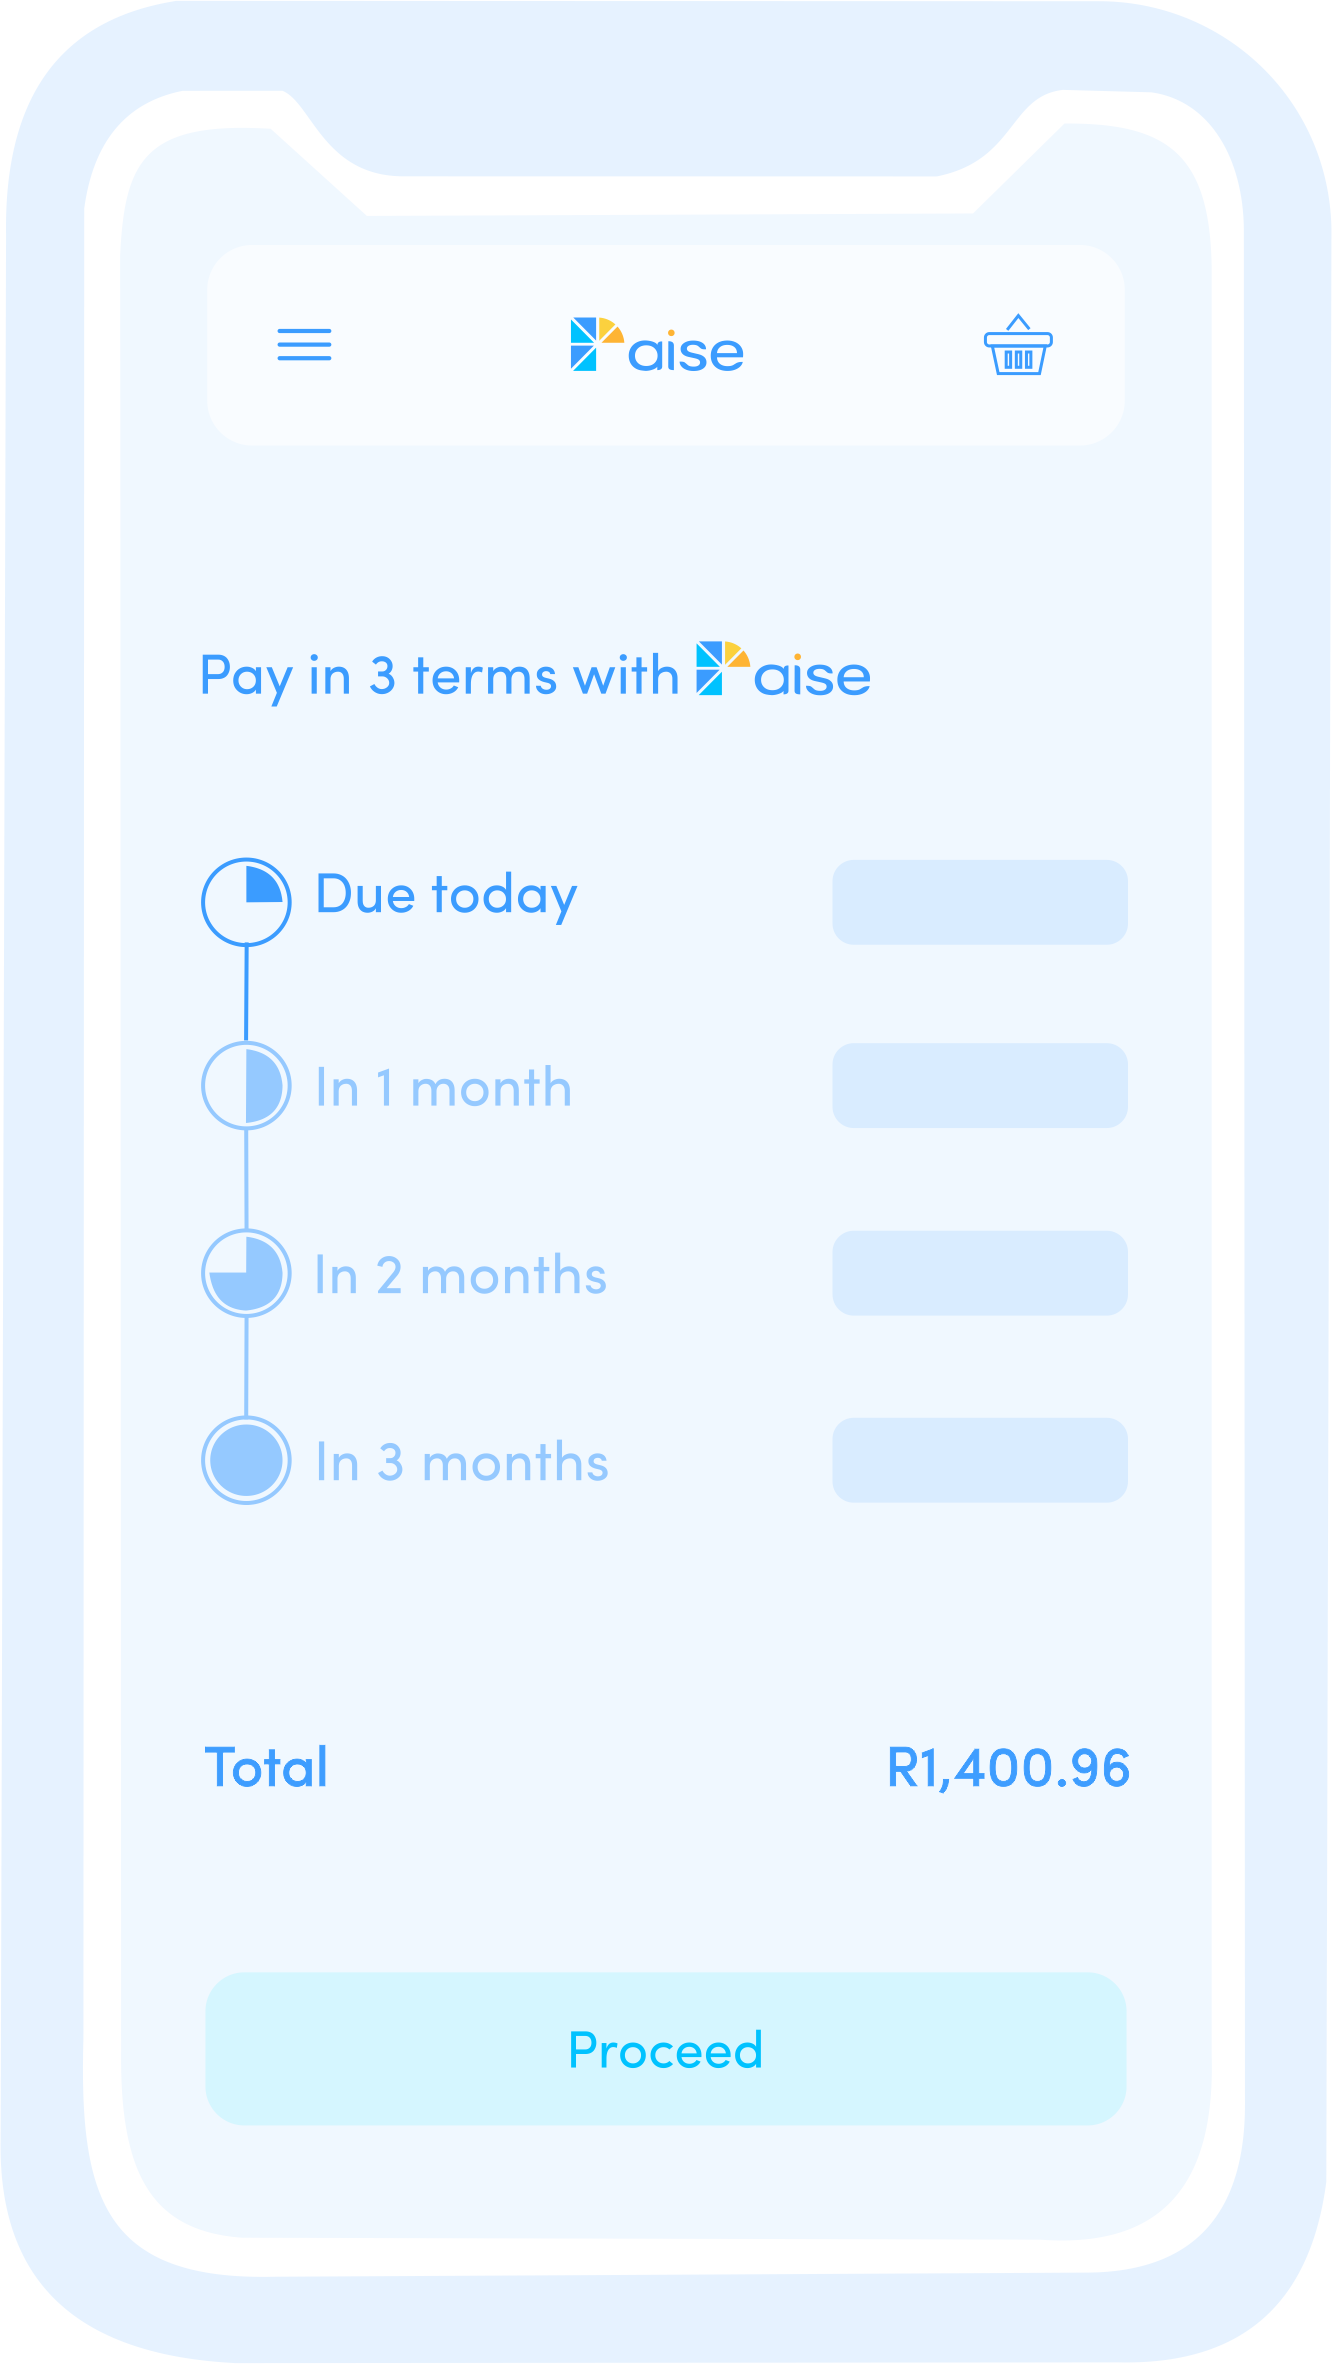 Paise
Pay in 3 terms with Paise
Due today
In 1 month
In 2 months
In 3 months
Total R1,400.96
Proceed